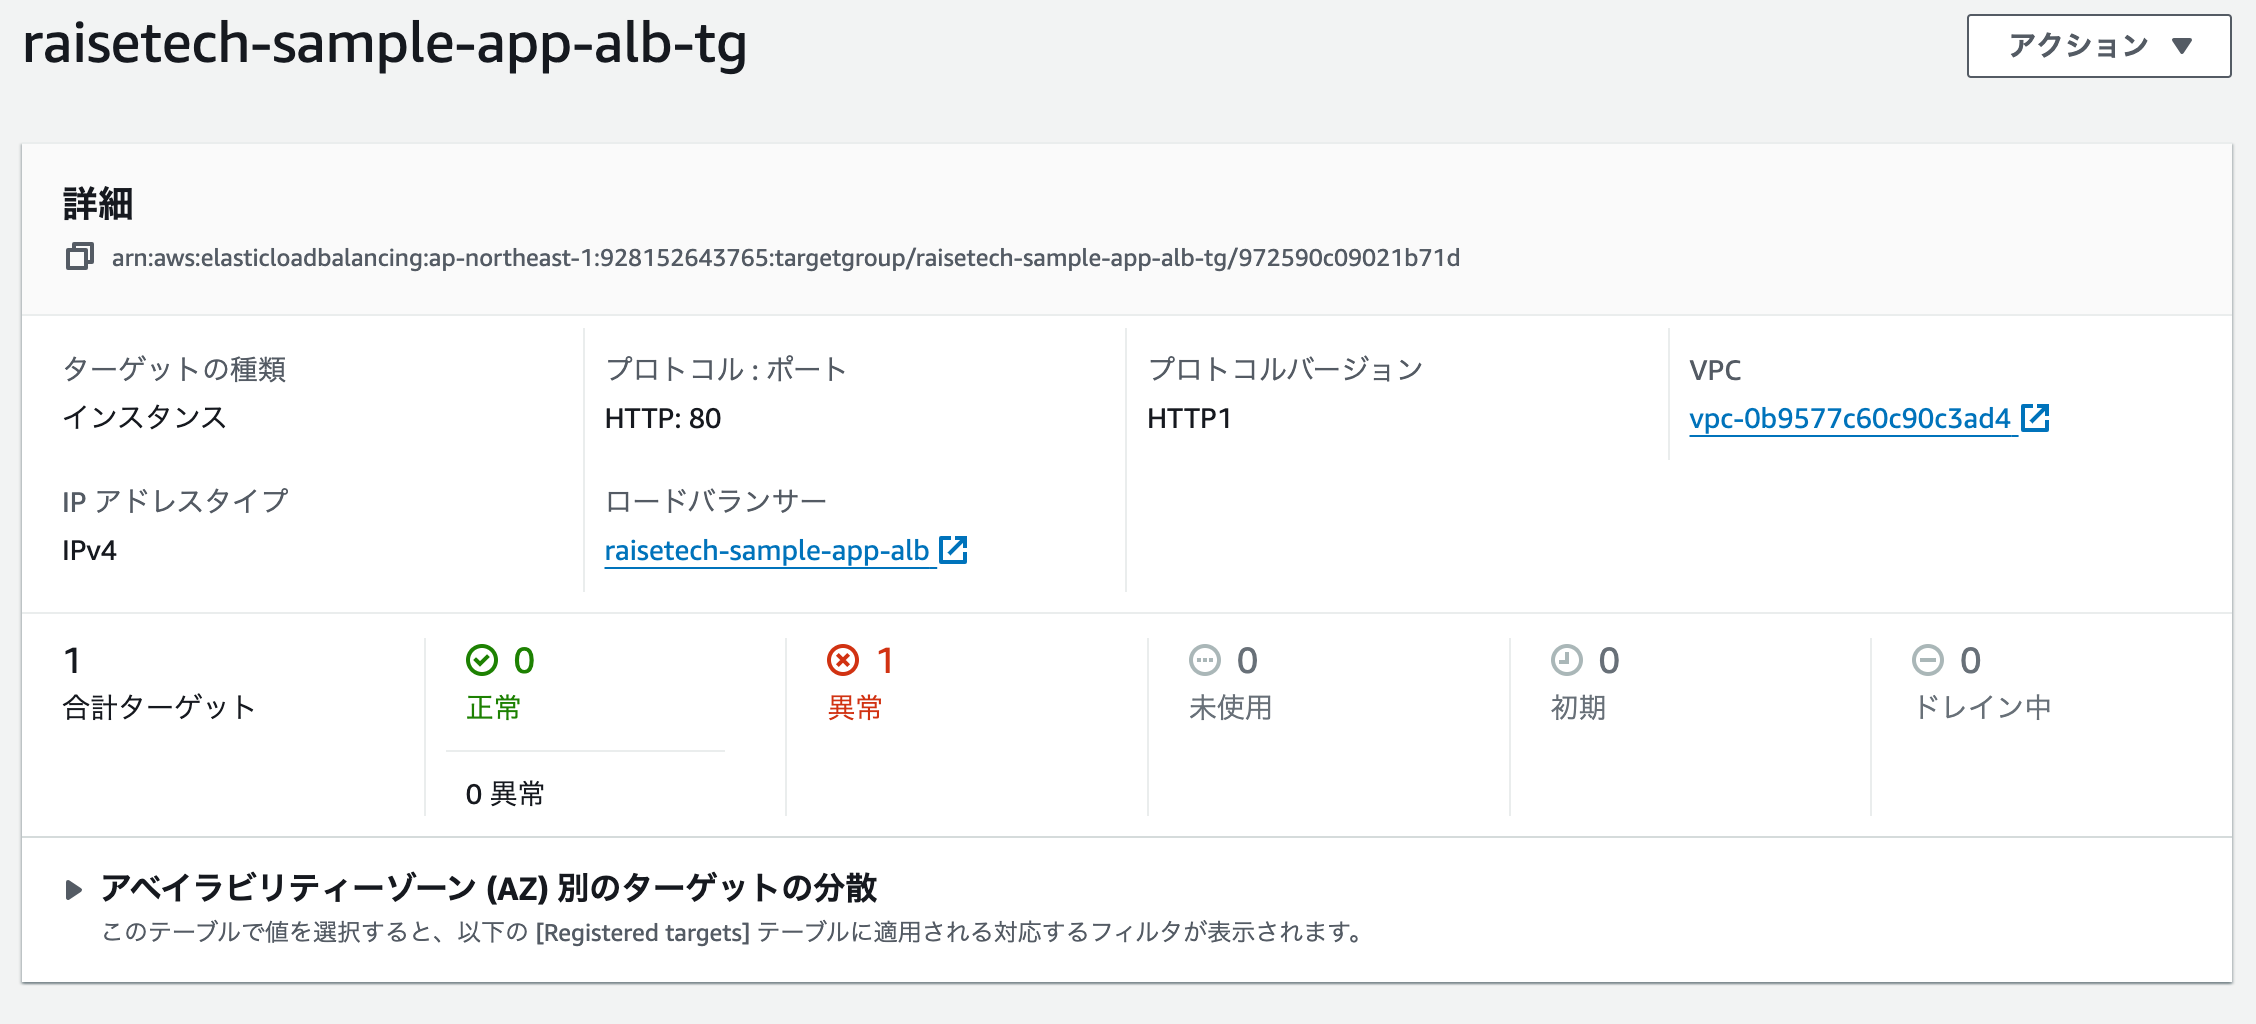 raisetech-sample-app-alb-tg
アクション
詳細
arn:aws:elasticloadbalancing:ap-northeast-1:928152643765:targetgroup/raisetech-sample-app-alb-tg/972590c09021b71d
ターゲットの種類
インスタンス
プロトコル : ポート
HTTP: 80
プロトコルバージョン
HTTP1
VPC
vpc-0b9577c60c90c3ad4
IP アドレスタイプ
IPv4
ロードバランサー
raisetech-sample-app-alb
1
合計ターゲット
0
正常
0 異常
1
異常
0
未使用
0
初期
0
ドレイン中
アベイラビリティーゾーン (AZ) 別のターゲットの分散
このテーブルで値を選択すると、以下の [Registered targets] テーブルに適用される対応するフィルタが表示されます。